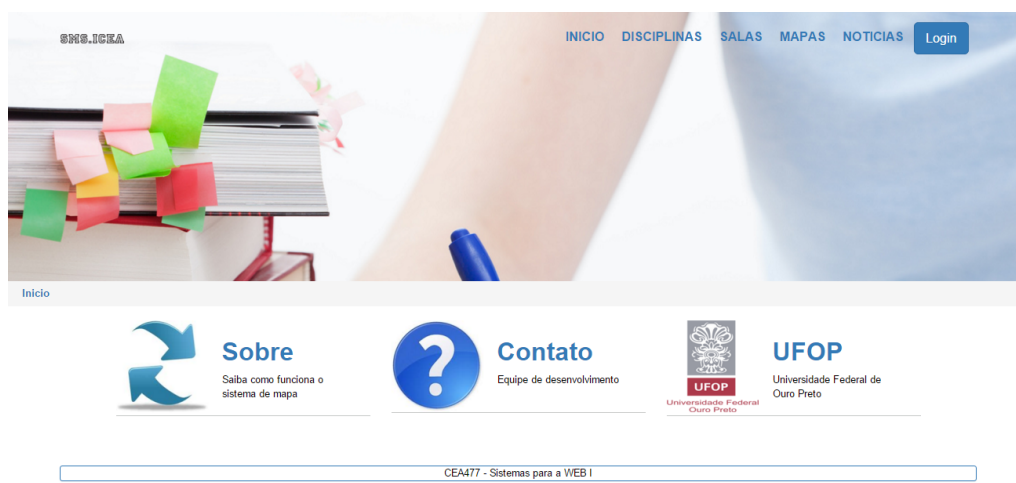 SMS.ICEA
INICIO DISCIPLINAS SALAS MAPAS NOTICIAS Login
Inicio
Sobre
Saiba como funciona o
sistema de mapa
?
Contato
Equipe de desenvolvimento
UFOP
Universidade Federal
Ouro Preto
UFOP
Universidade Federal de
Ouro Preto
CEA477 - Sistemas para a WEB I